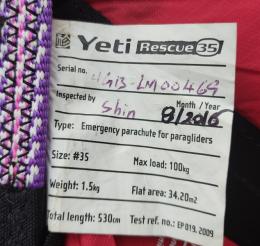 Yeti Rescue 35
Serial no. 4G13-LM00469
Inspected by Shin Month / Year 8/2016
Type: Emergency parachute for paragliders
Size: #35 Max load: 100kg
Weight: 1.5kg Flat area: 34.20m2
Total length: 530cm Test ref. no.: EP 019. 2009